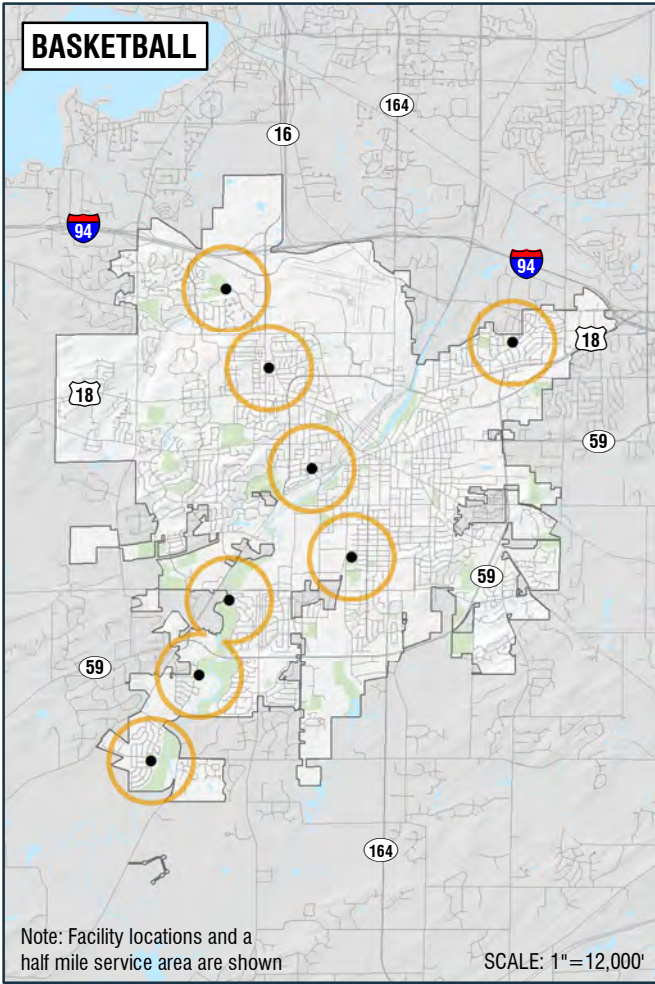 BASKETBALL
164
16
94
94
18
18
59
59
59
164
Note: Facility locations and a
half mile service area are shown
SCALE: 1"=12,000'